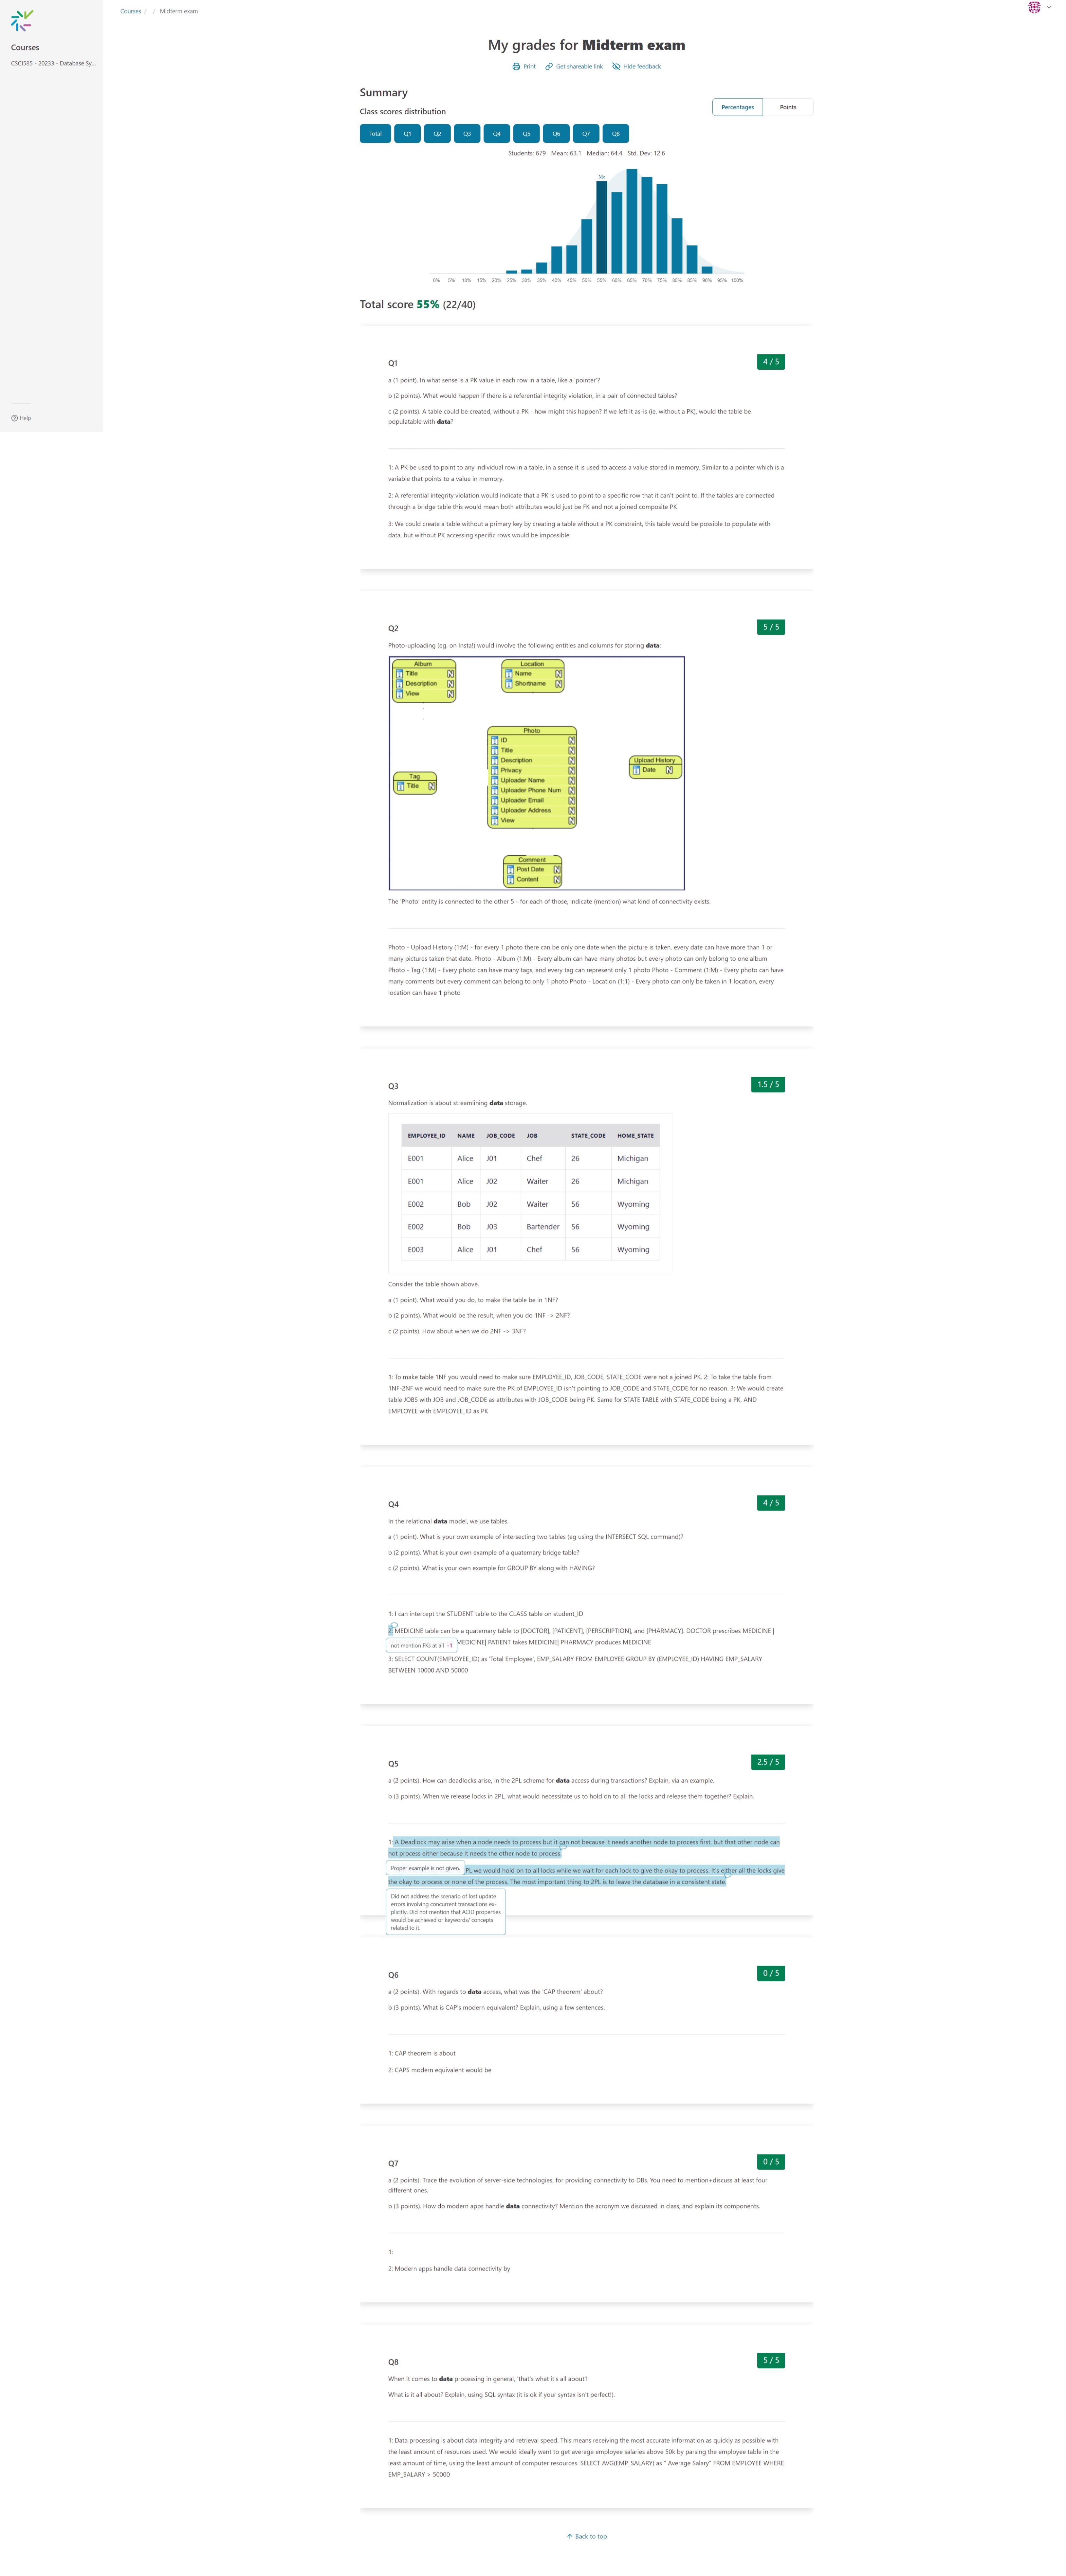 Courses / / Midterm exam
Courses
CSCI585 - 20233 - Database Sy...
Help
My grades for Midterm exam
Print Get shareable link Hide feedback
Summary
Class scores distribution
Percentages Points
Total Q1 Q2 Q3 Q4 Q5 Q6 Q7 Q8
Students: 679 Mean: 63.1 Median: 64.4 Std. Dev: 12.6
Me
0% 5% 10% 15% 20% 25% 30% 35% 40% 45% 50% 55% 60% 65% 70% 75% 80% 85% 90% 95% 100%
Total score 55% (22/40)
Q1
4 / 5
a (1 point). In what sense is a PK value in each row in a table, like a 'pointer'?
b (2 points). What would happen if there is a referential integrity violation, in a pair of connected tables?
c (2 points). A table could be created, without a PK - how might this happen? If we left it as-is (ie. without a PK), would the table be
populatable with data?
1: A PK be used to point to any individual row in a table, in a sense it is used to access a value stored in memory. Similar to a pointer which is a
variable that points to a value in memory.
2: A referential integrity violation would indicate that a PK is used to point to a specific row that it can't point to. If the tables are connected
through a bridge table this would mean both attributes would just be FK and not a joined composite PK
3: We could create a table without a primary key by creating a table without a PK constraint, this table would be possible to populate with
data, but without PK accessing specific rows would be impossible.
Q2
5 / 5
Photo-uploading (eg. on Insta!) would involve the following entities and columns for storing data:
Album
Title
Description
View
Location
Name
Shortname
Photo
ID
Title
Description
Privacy
Uploader Name
Uploader Phone Num
Uploader Email
Uploader Address
View
Upload History
Date
Tag
Title
Comment
Post Date
Content
The 'Photo' entity is connected to the other 5 - for each of those, indicate (mention) what kind of connectivity exists.
Photo - Upload History (1:M) - for every 1 photo there can be only one date when the picture is taken, every date can have more than 1 or
many pictures taken that date. Photo - Album (1:M) - Every album can have many photos but every photo can only belong to one album
Photo - Tag (1:M) - Every photo can have many tags, and every tag can represent only 1 photo Photo - Comment (1:M) - Every photo can have
many comments but every comment can belong to only 1 photo Photo - Location (1:1) - Every photo can only be taken in 1 location, every
location can have 1 photo
Q3
1.5 / 5
Normalization is about streamlining data storage.
EMPLOYEE_ID NAME JOB_CODE JOB STATE_CODE HOME_STATE
E001 Alice J01 Chef 26 Michigan
E001 Alice J02 Waiter 26 Michigan
E002 Bob J02 Waiter 56 Wyoming
E002 Bob J03 Bartender 56 Wyoming
E003 Alice J01 Chef 56 Wyoming
Consider the table shown above.
a (1 point). What would you do, to make the table be in 1NF?
b (2 points). What would be the result, when you do 1NF -> 2NF?
c (2 points). How about when we do 2NF -> 3NF?
1: To make table 1NF you would need to make sure EMPLOYEE_ID, JOB_CODE, STATE_CODE were not a joined PK. 2: To take the table from
1NF-2NF we would need to make sure the PK of EMPLOYEE_ID isn't pointing to JOB_CODE and STATE_CODE for no reason. 3: We would create
table JOBS with JOB and JOB_CODE as attributes with JOB_CODE being PK. Same for STATE TABLE with STATE_CODE being a PK, AND
EMPLOYEE with EMPLOYEE_ID as PK
Q4
4 / 5
In the relational data model, we use tables.
a (1 point). What is your own example of intersecting two tables (eg using the INTERSECT SQL command)?
b (2 points). What is your own example of a quaternary bridge table?
c (2 points). What is your own example for GROUP BY along with HAVING?
1: I can intercept the STUDENT table to the CLASS table on student_ID
2: MEDICINE table can be a quaternary table to |DOCTOR|, |PATICENT|, |PERSCRIPTION|, and |PHARMACY|. DOCTOR prescribes MEDICINE |
MEDICINE| PATIENT takes MEDICINE| PHARMACY produces MEDICINE
not mention FKs at all -1
3: SELECT COUNT(EMPLOYEE_ID) as 'Total Employee', EMP_SALARY FROM EMPLOYEE GROUP BY (EMPLOYEE_ID) HAVING EMP_SALARY
BETWEEN 10000 AND 50000
Q5
2.5 / 5
a (2 points). How can deadlocks arise, in the 2PL scheme for data access during transactions? Explain, via an example.
b (3 points). When we release locks in 2PL, what would necessitate us to hold on to all the locks and release them together? Explain.
1: A Deadlock may arise when a node needs to process but it can not because it needs another node to process first. but that other node can
not process either because it needs the other node to process.
Proper example is not given.
PL we would hold on to all locks while we wait for each lock to give the okay to process. It's either all the locks give
the okay to process or none of the process. The most important thing to 2PL is to leave the database in a consistent state.
Did not address the scenario of lost update
errors involving concurrent transactions ex-
plicitly. Did not mention that ACID properties
would be achieved or keywords/ concepts
related to it.
Q6
0 / 5
a (2 points). With regards to data access, what was the 'CAP theorem' about?
b (3 points). What is CAP's modern equivalent? Explain, using a few sentences.
1: CAP theorem is about
2: CAPS modern equivalent would be
Q7
0 / 5
a (2 points). Trace the evolution of server-side technologies, for providing connectivity to DBs. You need to mention+discuss at least four
different ones.
b (3 points). How do modern apps handle data connectivity? Mention the acronym we discussed in class, and explain its components.
1:
2: Modern apps handle data connectivity by
Q8
5 / 5
When it comes to data processing in general, 'that's what it's all about'!
What is it all about? Explain, using SQL syntax (it is ok if your syntax isn't perfect!).
1: Data processing is about data integrity and retrieval speed. This means receiving the most accurate information as quickly as possible with
the least amount of resources used. We would ideally want to get average employee salaries above 50k by parsing the employee table in the
least amount of time, using the least amount of computer resources. SELECT AVG(EMP_SALARY) as " Average Salary" FROM EMPLOYEE WHERE
EMP_SALARY > 50000
Back to top